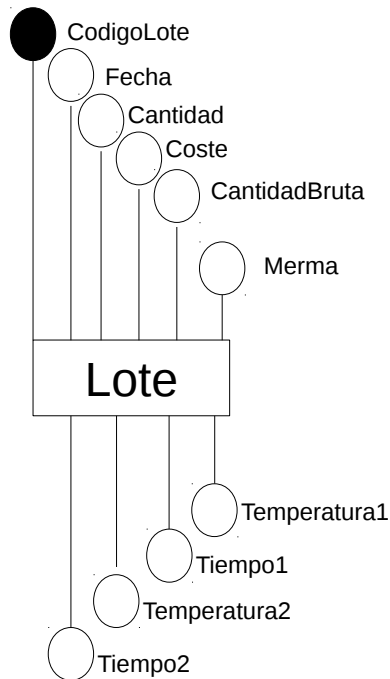 CodigoLote
Fecha
Cantidad
Coste
CantidadBruta
Merma
Lote
Temperatura1
Tiempo1
Temperatura2
Tiempo2